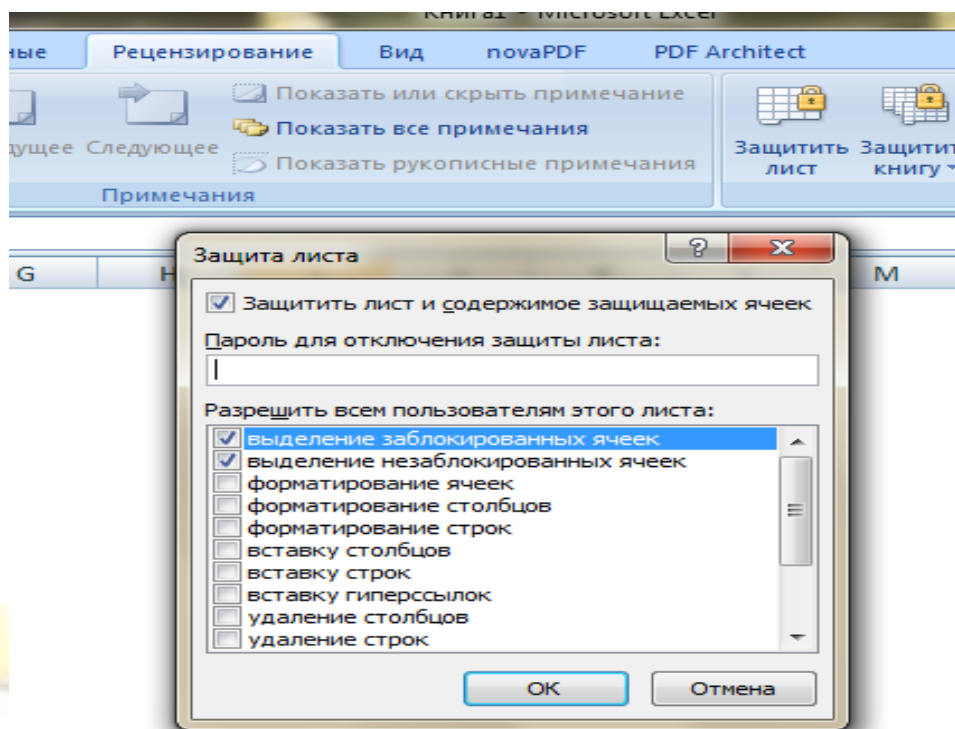 Книга1 - Microsoft Excel
ные Рецензирование Вид novaPDF PDF Architect
Показать или скрыть примечание
Показать все примечания
Показать рукописные примечания
дущее Следующее
Защитить лист
Защитит книгу
Примечания
G H M
Защита листа
Защитить лист и содержимое защищаемых ячеек
Пароль для отключения защиты листа:
Разрешить всем пользователям этого листа:
выделение заблокированных ячеек
выделение незаблокированных ячеек
форматирование ячеек
форматирование столбцов
форматирование строк
вставку столбцов
вставку строк
вставку гиперссылок
удаление столбцов
удаление строк
ОК Отмена